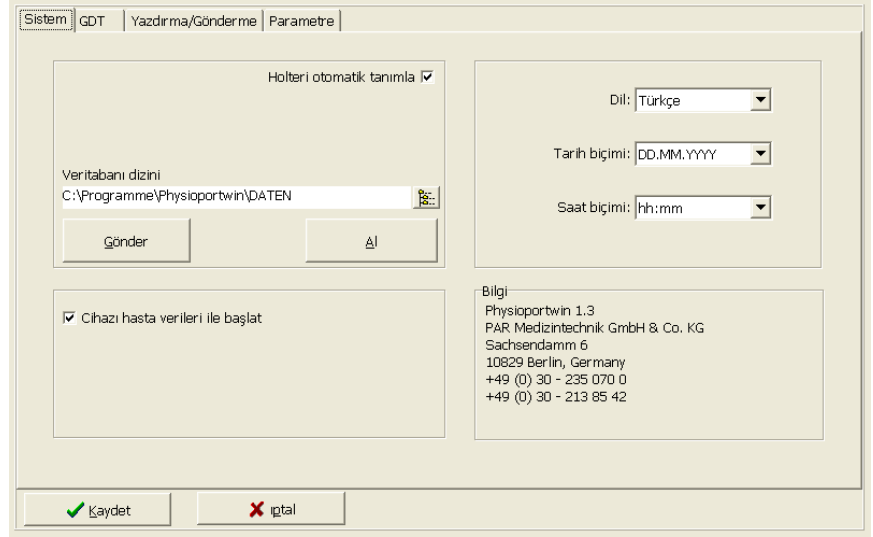 Sistem GDT Yazdırma/Gönderme Parametre
Holteri otomatik tanımla
Veritabanı dizini
C:\Programme\Physioportwin\DATEN
Gönder Al
Cihazı hasta verileri ile başlat
Dil: Türkçe
Tarih biçimi: DD.MM.YYYY
Saat biçimi: hh:mm
Bilgi
Physioportwin 1.3
PAR Medizintechnik GmbH & Co. KG
Sachsendamm 6
10829 Berlin, Germany
+49 (0) 30 - 235 070 0
+49 (0) 30 - 213 85 42
Kaydet ıptal